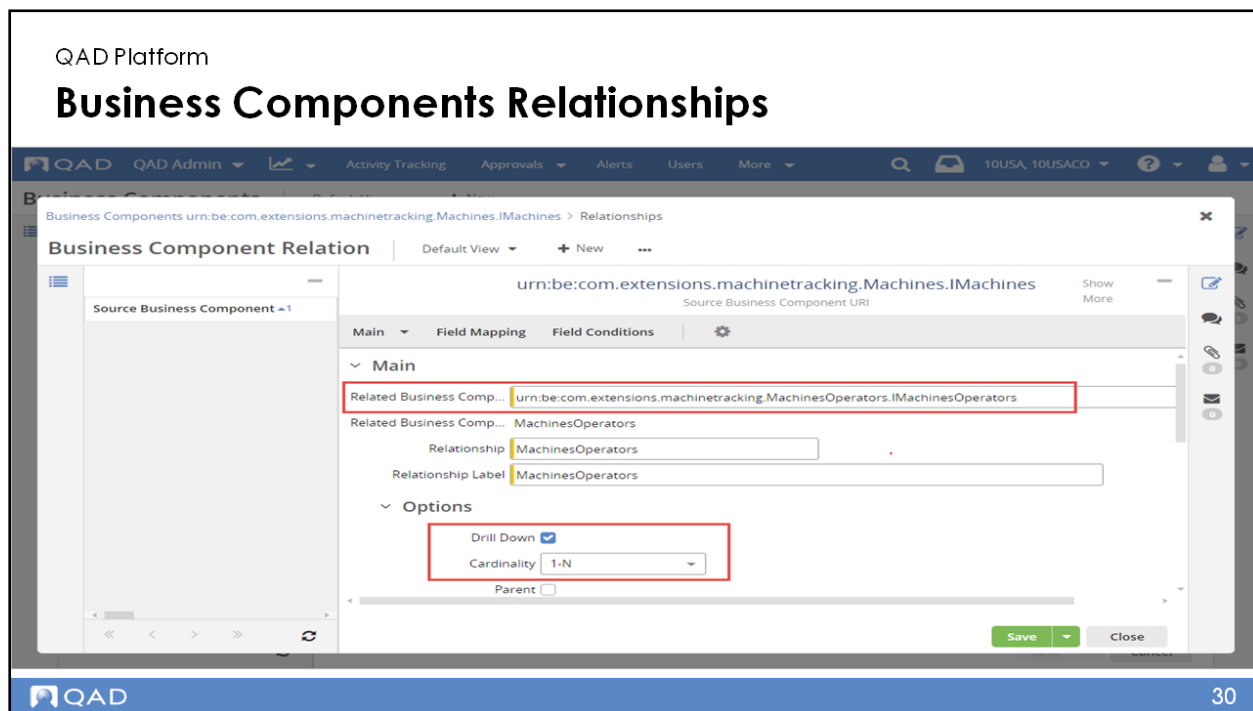 QAD Platform
Business Components Relationships
QAD QAD Admin Activity Tracking Approvals Alerts Users More 10USA, 10USACO
Business Components urn:be:com.extensions.machinetracking.Machines.IMachines > Relationships
Business Component Relation Default View + New ...
urn:be:com.extensions.machinetracking.Machines.IMachines Show More
Source Business Component URI
Source Business Component 1
Main Field Mapping Field Conditions
Main
Related Business Comp... urn:be:com.extensions.machinetracking.MachinesOperators.IMachinesOperators
Related Business Comp... MachinesOperators
Relationship MachinesOperators
Relationship Label MachinesOperators
Options
Drill Down
Cardinality 1-N
Parent
0
0
Save Close
QAD 30